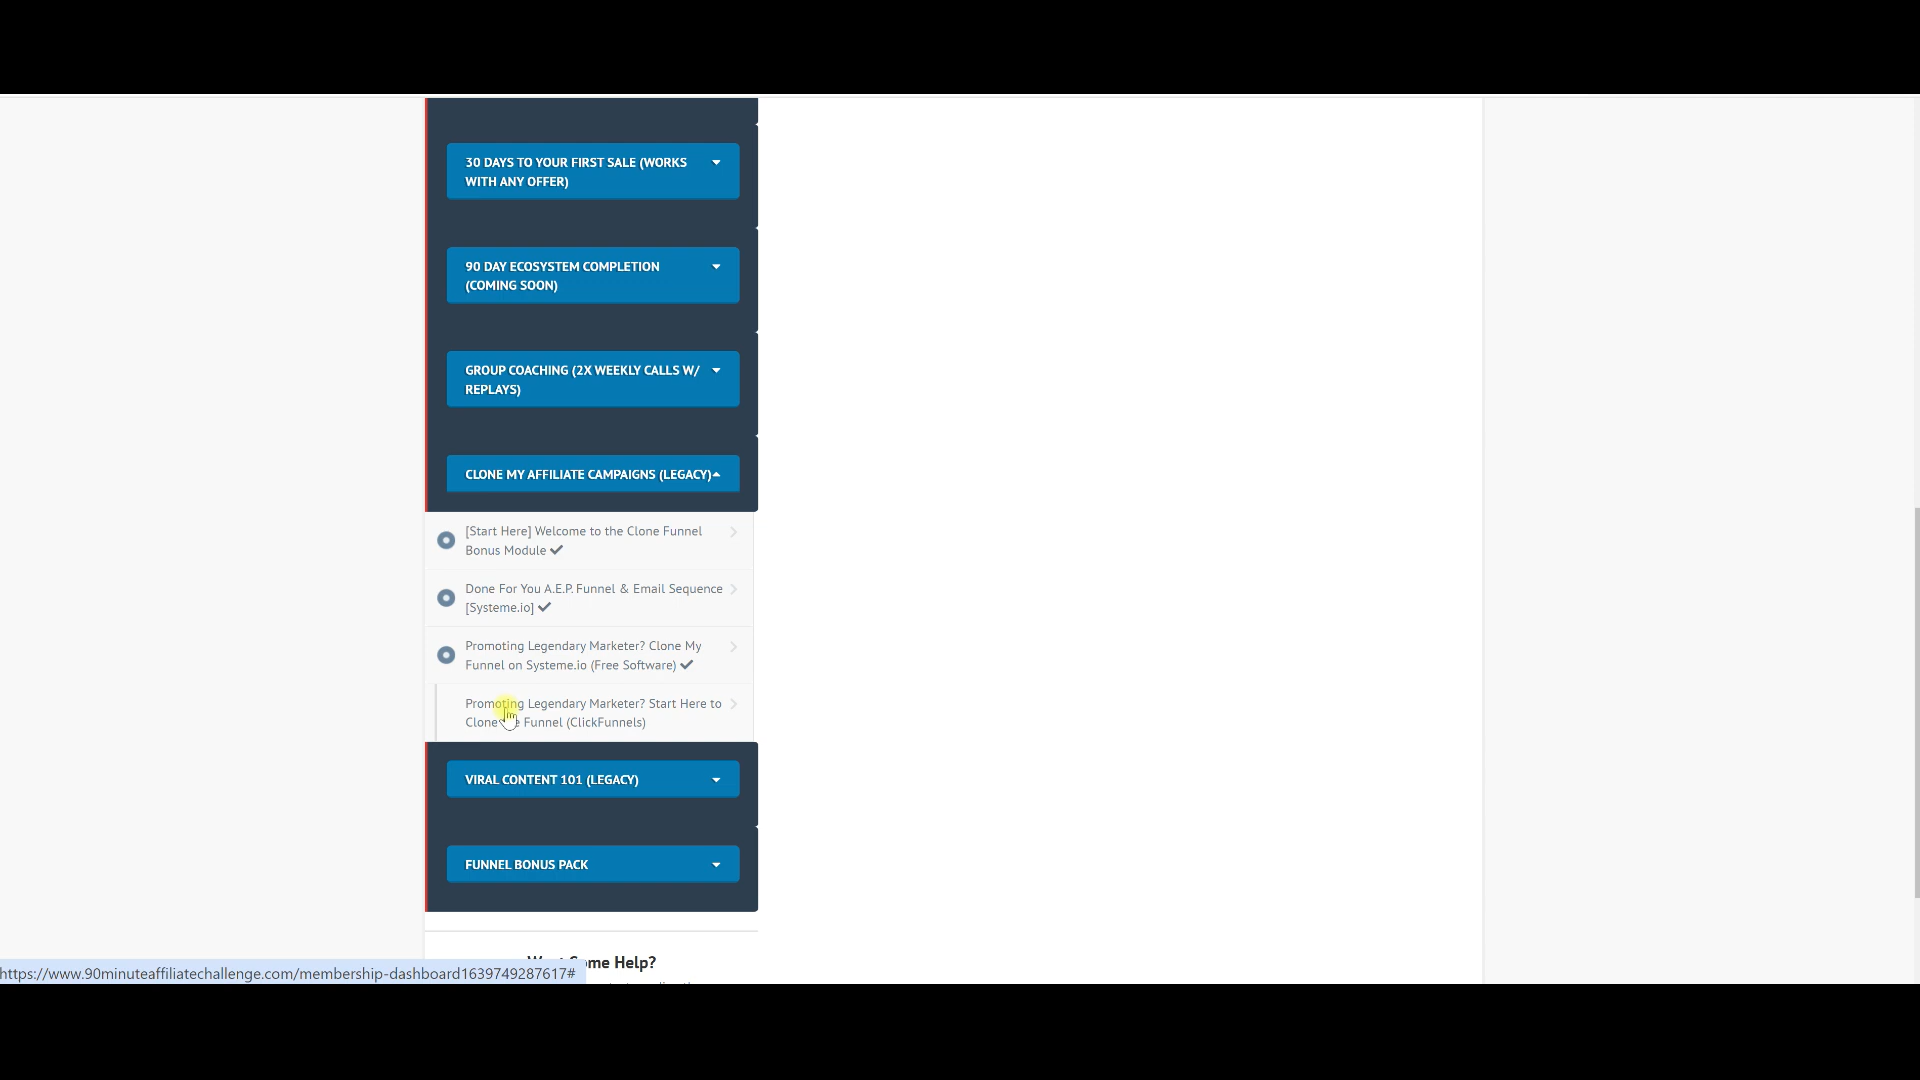 30 DAYS TO YOUR FIRST SALE (WORKS
WITH ANY OFFER)
90 DAY ECOSYSTEM COMPLETION
(COMING SOON)
GROUP COACHING (2X WEEKLY CALLS W/
REPLAYS)
CLONE MY AFFILIATE CAMPAIGNS (LEGACY)
[Start Here] Welcome to the Clone Funnel
Bonus Module
Done For You A.E.P. Funnel & Email Sequence
[Systeme.io]
Promoting Legendary Marketer? Clone My
Funnel on Systeme.io (Free Software)
Promoting Legendary Marketer? Start Here to
Clone Funnel (ClickFunnels)
VIRAL CONTENT 101 (LEGACY)
FUNNEL BONUS PACK
Help?
https://www.90minuteaffiliatechallenge.com/membership-dashboard1639749287617#